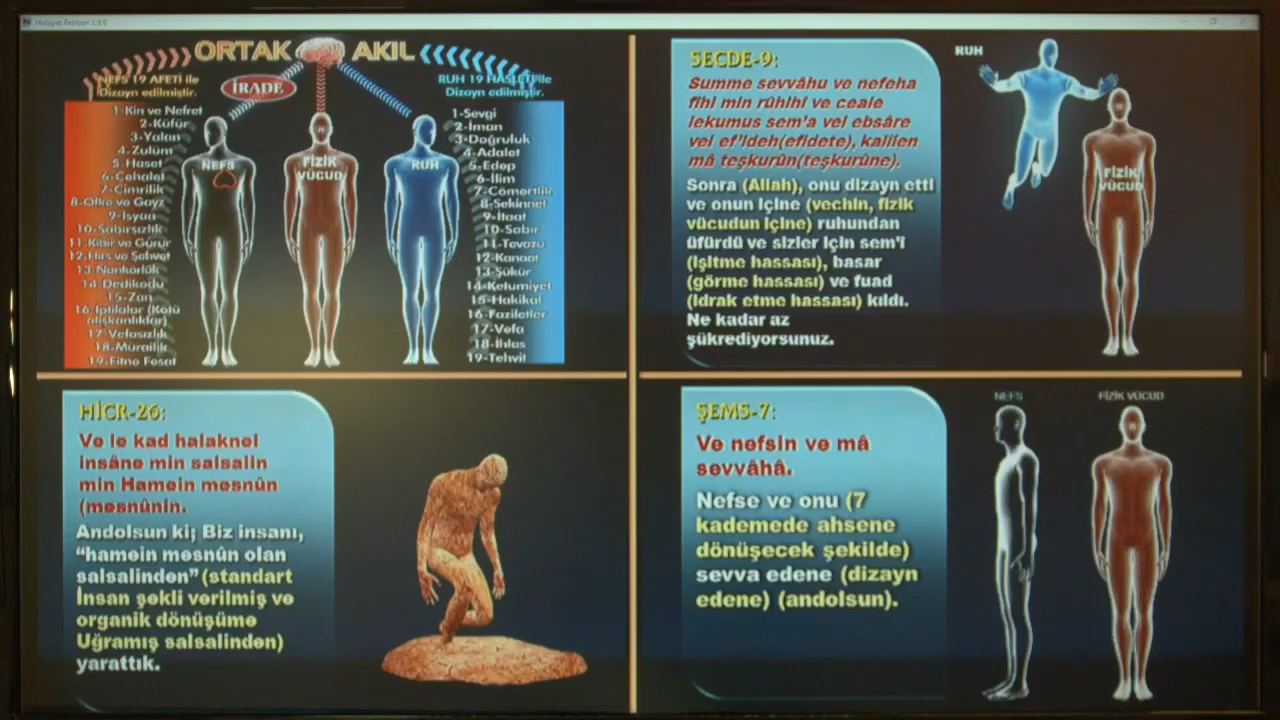 Hidayet Rehberi 2.8.6
ORTAK AKIL
NEFS 19 AFETİ ile
Dizayn edilmiştir.
İRADE
RUH 19 HASLETİ ile
Dizayn edilmiştir.
1-Kin ve Nefret
2-Küfür
3-Yalan
4-Zulüm
5-Haset
6-Cehalet
7-Cimrilik
8-Öfke ve Gayz
9-İsyan
10-Sabırsızlık
11-Kibir ve Gurur
12-Hırs ve Şehvet
13-Nankörlük
14-Dedikodu
15-Zan
16-İptilalar (Kötü
alışkanlıklar)
17-Vefasızlık
18-Mürailik
19-Fitne Fesat
NEFS
FİZİK
VÜCUD
RUH
1-Sevgi
2-İman
3-Doğruluk
4-Adalet
5-Edep
6-İlim
7-Cömertlik
8-Sekinnet
9-İtaat
10-Sabır
11-Tevazu
12-Kanaat
13-Şükür
14-Ketumiyet
15-Hakikat
16-Faziletler
17-Vefa
18-İhlas
19-Tehvit
SECDE-9:
Summe sevvâhu ve nefeha
fîhi min rûhihî ve ceale
lekumus sem'a vel ebsâre
vel ef'ideh(efidete), kalîlen
mâ teşkurûn(teşkurûne).
Sonra (Allah), onu dizayn etti
ve onun içine (vechin, fizik
vücudun içine) ruhundan
üfürdü ve sizler için sem'î
(işitme hassası), basar
(görme hassası) ve fuad
(idrak etme hassası) kıldı.
Ne kadar az
şükrediyorsunuz.
RUH
FİZİK
VÜCUD
HİCR-26:
Ve le kad halaknel
insâne min salsalin
min Hamein mesnûn
(mesnûnin.
Andolsun ki; Biz insanı,
“hamein mesnûn olan
salsalinden” (standart
İnsan şekli verilmiş ve
organik dönüşüme
Uğramış salsalinden)
yarattık.
ŞEMS-7:
Ve nefsin ve mâ
sevvâhâ.
Nefse ve onu (7
kademede ahsene
dönüşecek şekilde)
sevva edene (dizayn
edene) (andolsun).
NEFS
FİZİK VÜCUD